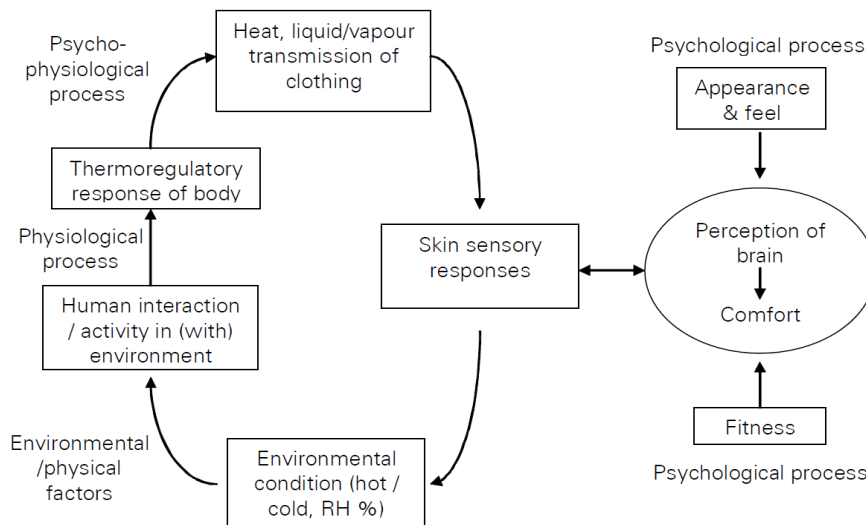 Psycho-
physiological
process
Heat, liquid/vapour
transmission of
clothing
Psychological process
Appearance
& feel
Thermoregulatory
response of body
Physiological
process
Skin sensory
responses
Perception of
brain
Comfort
Human interaction
/ activity in (with)
environment
Fitness
Environmental
/physical
factors
Environmental
condition (hot /
cold, RH %)
Psychological process